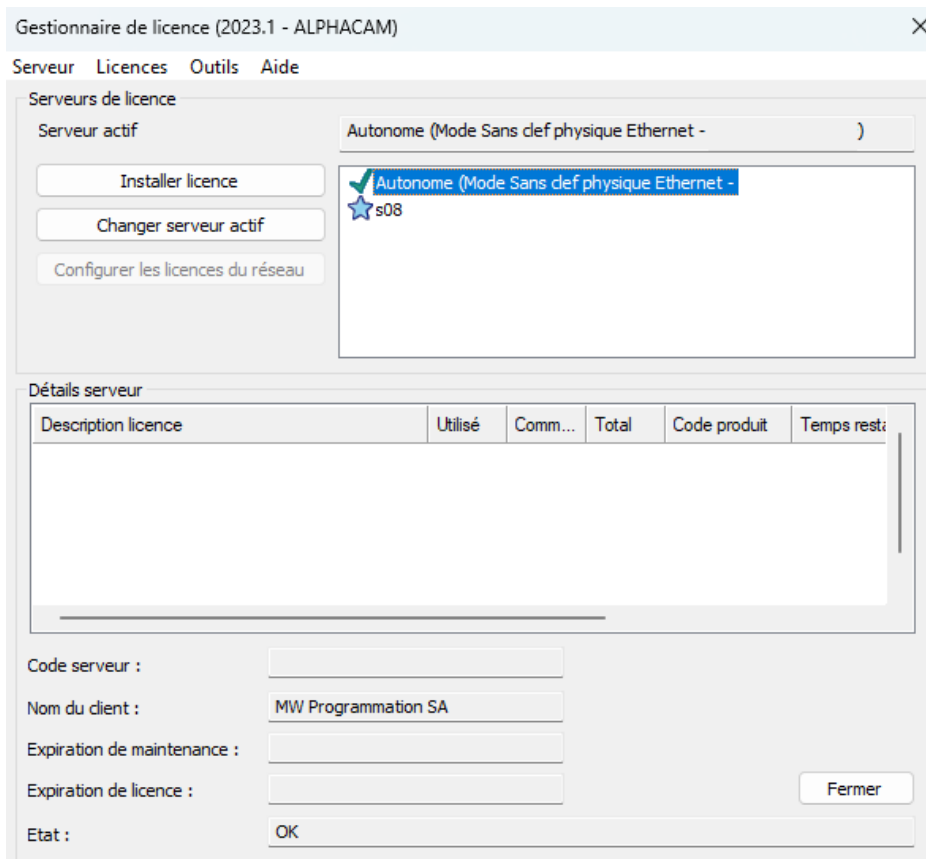 Gestionnaire de licence (2023.1 - ALPHACAM)
Serveur Licences Outils Aide
Serveurs de licence
Serveur actif
Autonome (Mode Sans clef physique Ethernet - )
Installer licence
Autonome (Mode Sans clef physique Ethernet -
s08
Changer serveur actif
Configurer les licences du réseau
Détails serveur
Description licence Utilisé Comm... Total Code produit Temps resta
Code serveur :
Nom du client : MW Programmation SA
Expiration de maintenance :
Expiration de licence :
Fermer
Etat : OK